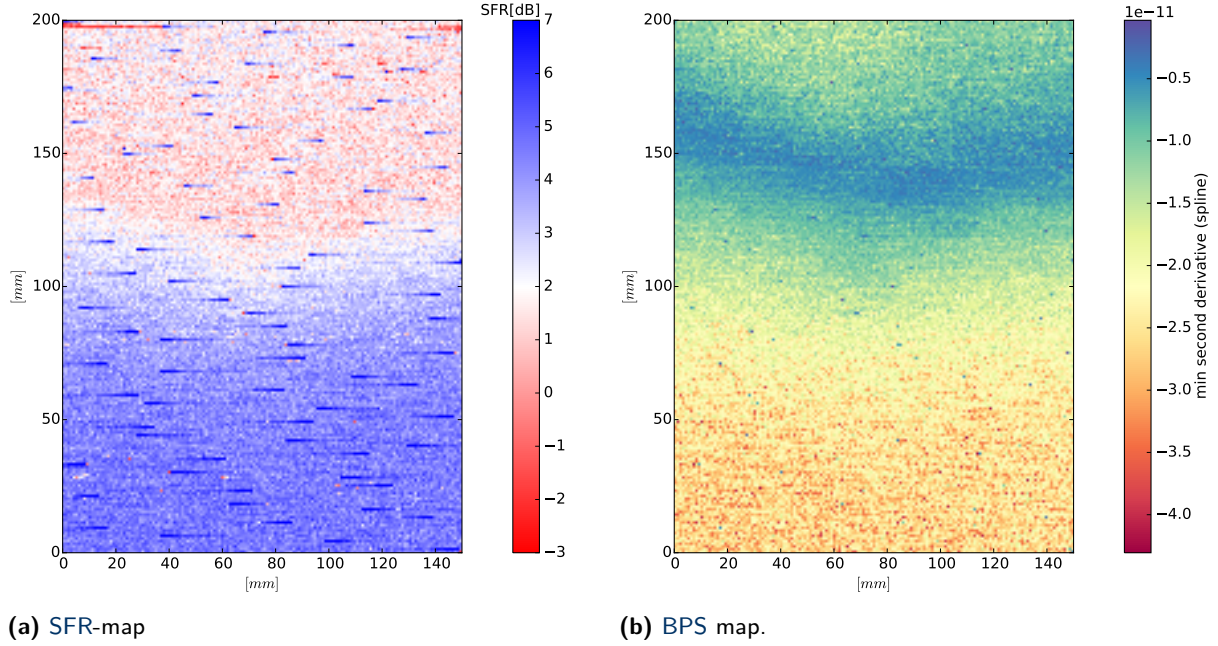 SFR[dB]
200
150
100
50
0
[mm]
0 20 40 60 80 100 120 140
[mm]
7
6
5
4
3
2
1
0
−1
−2
−3
(a) SFR-map
200
150
100
50
0
[mm]
0 20 40 60 80 100 120 140
[mm]
1e−11
−0.5
−1.0
−1.5
−2.0
−2.5
−3.0
−3.5
−4.0
min second derivative (spline)
(b) BPS map.